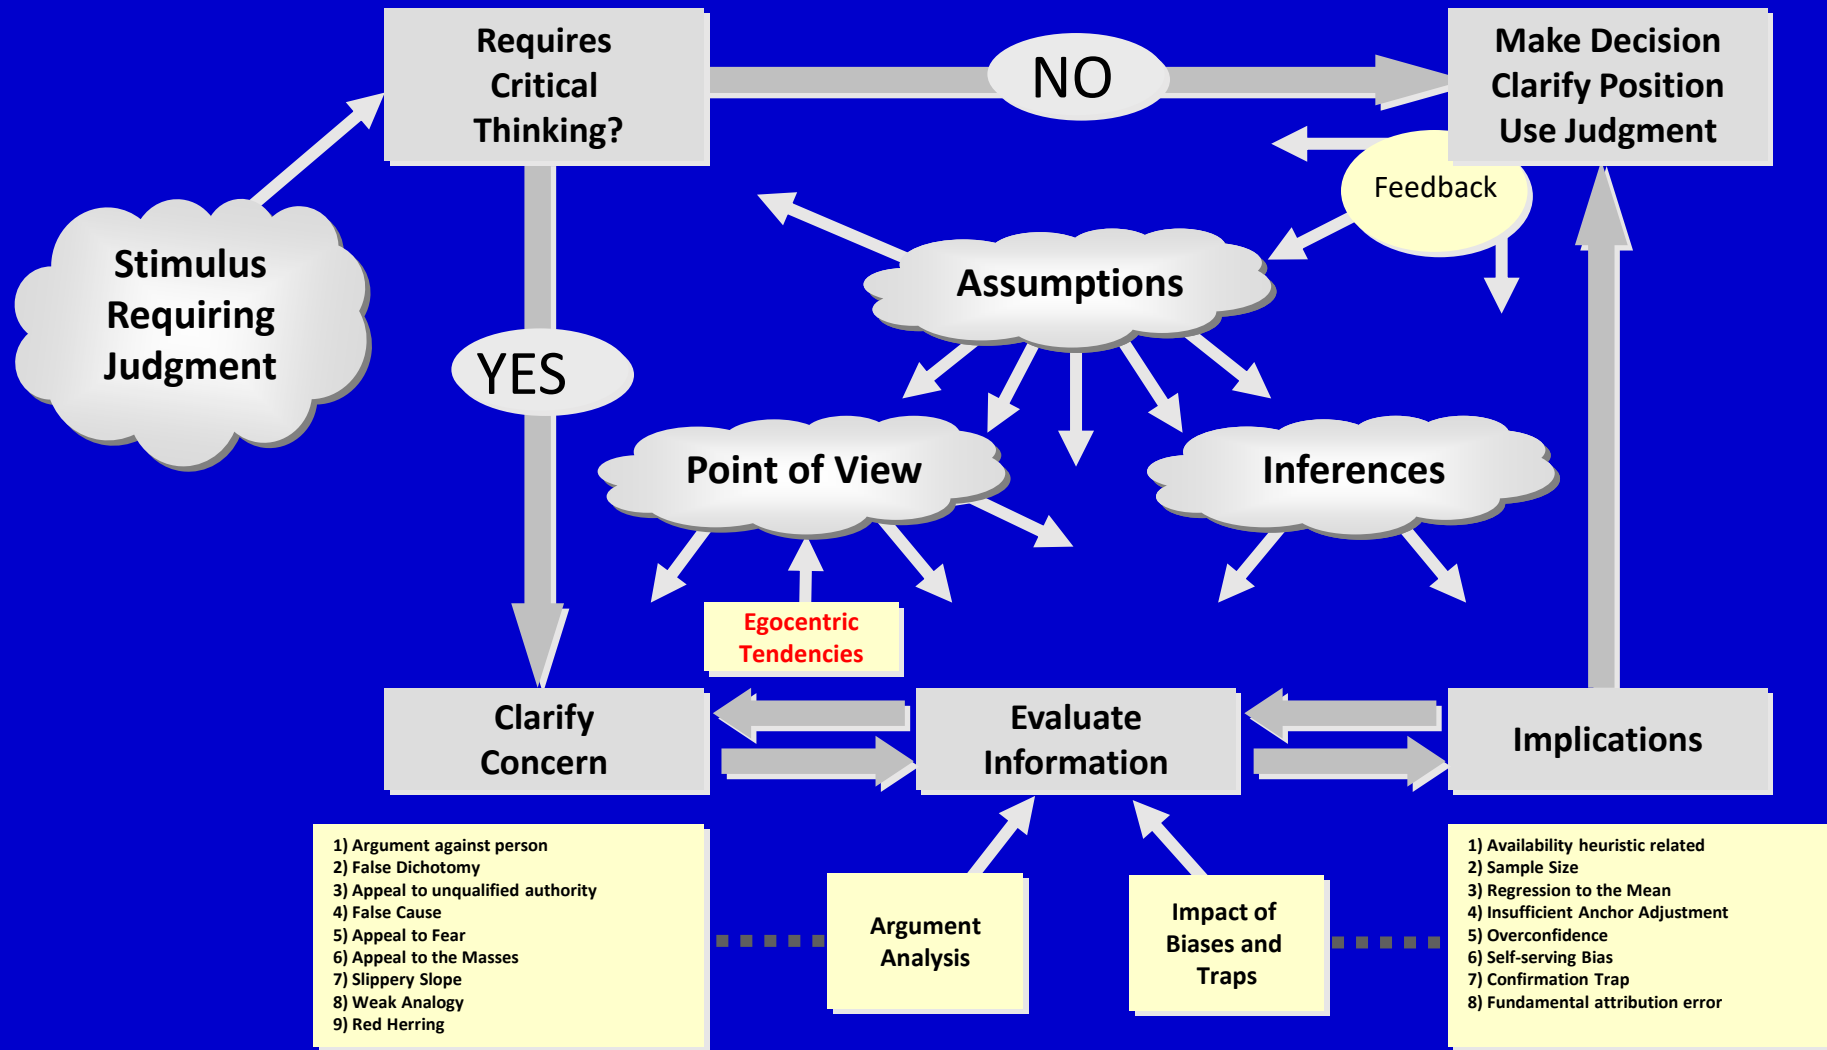 Requires
Critical
Thinking?
NO
Make Decision
Clarify Position
Use Judgment
Feedback
Stimulus
Requiring
Judgment
Assumptions
YES
Point of View
Inferences
Egocentric
Tendencies
Clarify
Concern
Evaluate
Information
Implications
1) Argument against person
2) False Dichotomy
3) Appeal to unqualified authority
4) False Cause
5) Appeal to Fear
6) Appeal to the Masses
7) Slippery Slope
8) Weak Analogy
9) Red Herring
Argument
Analysis
Impact of
Biases and
Traps
1) Availability heuristic related
2) Sample Size
3) Regression to the Mean
4) Insufficient Anchor Adjustment
5) Overconfidence
6) Self-serving Bias
7) Confirmation Trap
8) Fundamental attribution error